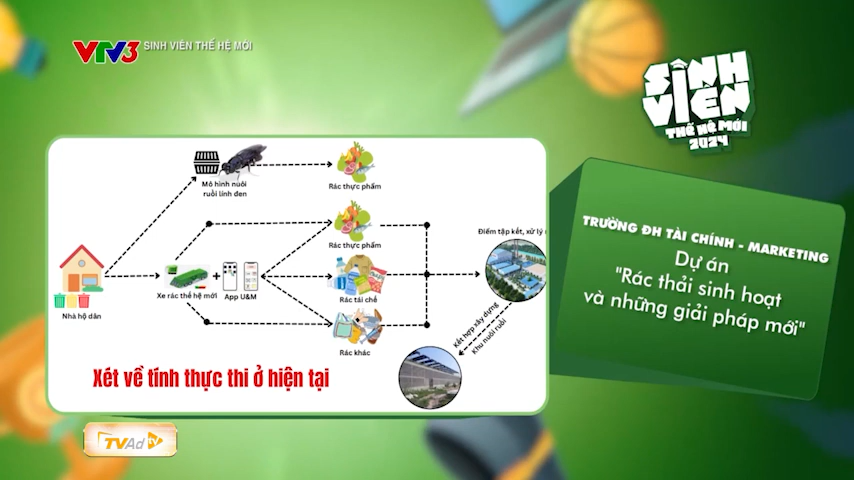 VTV3 SINH VIÊN THẾ HỆ MỚI
SINH
VIÊN
THẾ HỆ MỚI
2024
Mô hình nuôi
ruồi lính đen
Rác thực phẩm
Rác thực phẩm
Điểm tập kết, xử lý
Nhà hộ dân
Xe rác thế hệ mới
App U&M
Rác tái chế
Rác khác
Kết hợp xây dựng
Khu nuôi ruồi
Xét về tính thực thi ở hiện tại
TRƯỜNG ĐH TÀI CHÍNH - MARKETING
Dự án
"Rác thải sinh hoạt
và những giải pháp mới"
TVAd tv